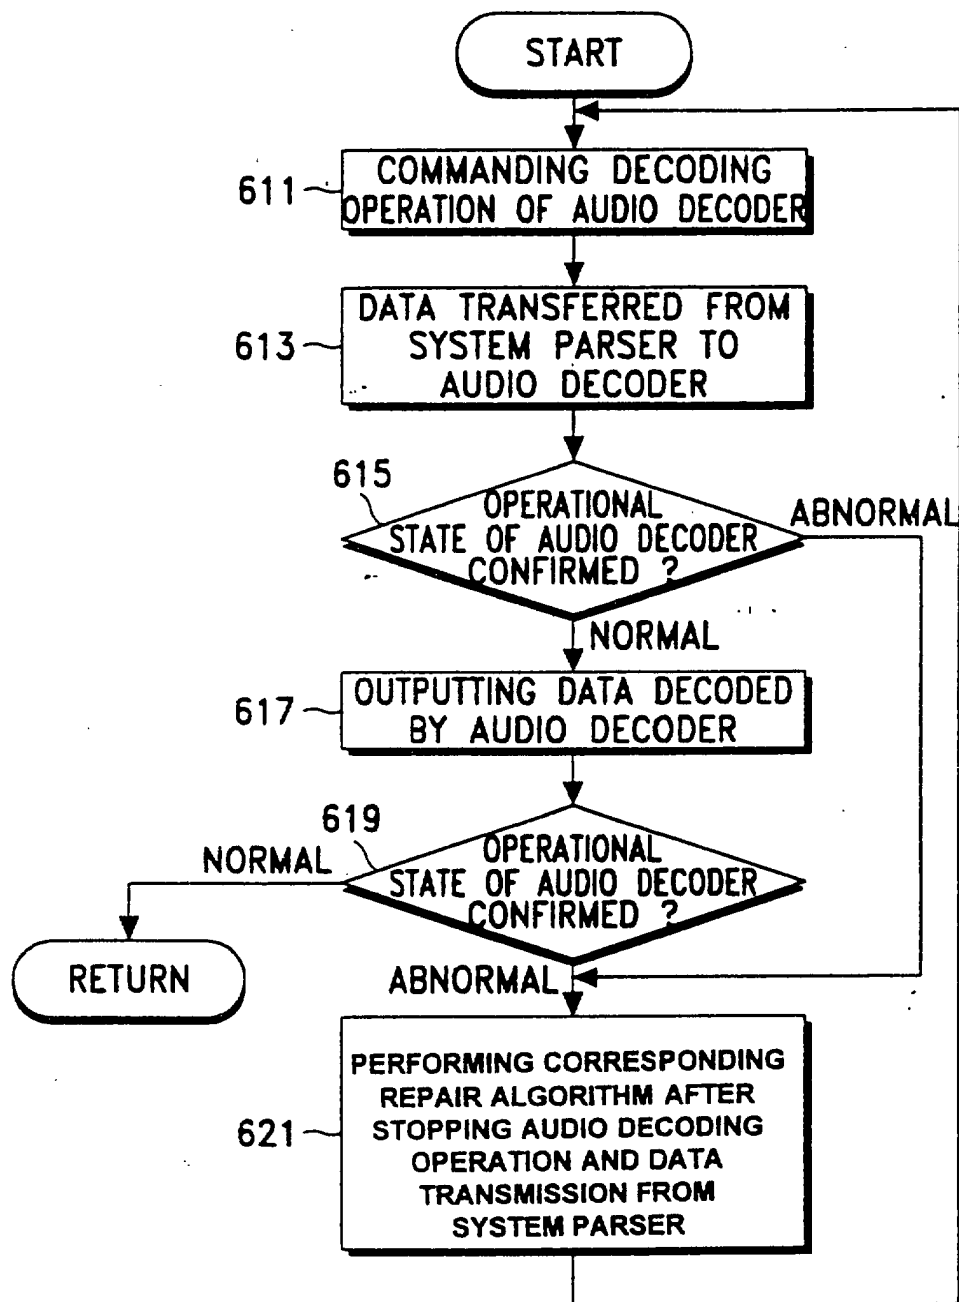 START
611
COMMANDING DECODING
OPERATION OF AUDIO DECODER
613
DATA TRANSFERRED FROM
SYSTEM PARSER TO
AUDIO DECODER
615
OPERATIONAL
STATE OF AUDIO DECODER
CONFIRMED ?
ABNORMAL
NORMAL
617
OUTPUTTING DATA DECODED
BY AUDIO DECODER
619
OPERATIONAL
STATE OF AUDIO DECODER
CONFIRMED ?
NORMAL
RETURN
ABNORMAL
621
PERFORMING CORRESPONDING
REPAIR ALGORITHM AFTER
STOPPING AUDIO DECODING
OPERATION AND DATA
TRANSMISSION FROM
SYSTEM PARSER